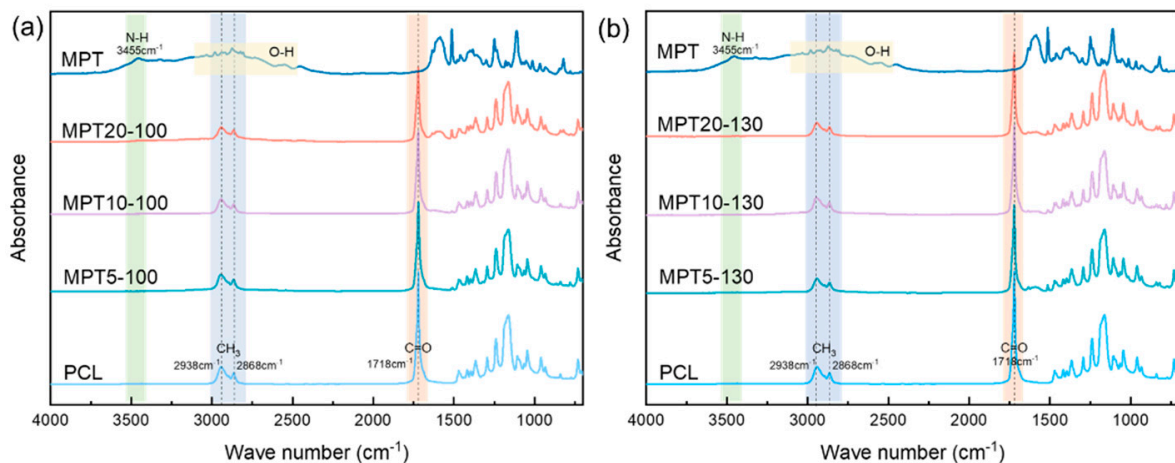 (a)
N-H
3455cm⁻¹
O-H
MPT
MPT20-100
MPT10-100
MPT5-100
PCL
CH₃
2938cm⁻¹
2868cm⁻¹
C=O
1718cm⁻¹
Absorbance
4000 3500 3000 2500 2000 1500 1000
Wave number (cm⁻¹)
(b)
N-H
3455cm⁻¹
O-H
MPT
MPT20-130
MPT10-130
MPT5-130
PCL
CH₃
2938cm⁻¹
2868cm⁻¹
C=O
1718cm⁻¹
Absorbance
4000 3500 3000 2500 2000 1500 1000
Wave number (cm⁻¹)